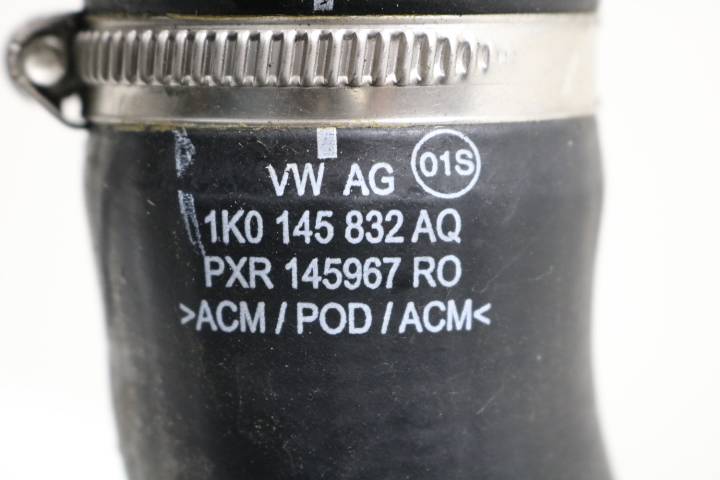 VW AG 01S
1K0 145 832 AQ
PXR 145967 RO
>ACM / POD / ACM<